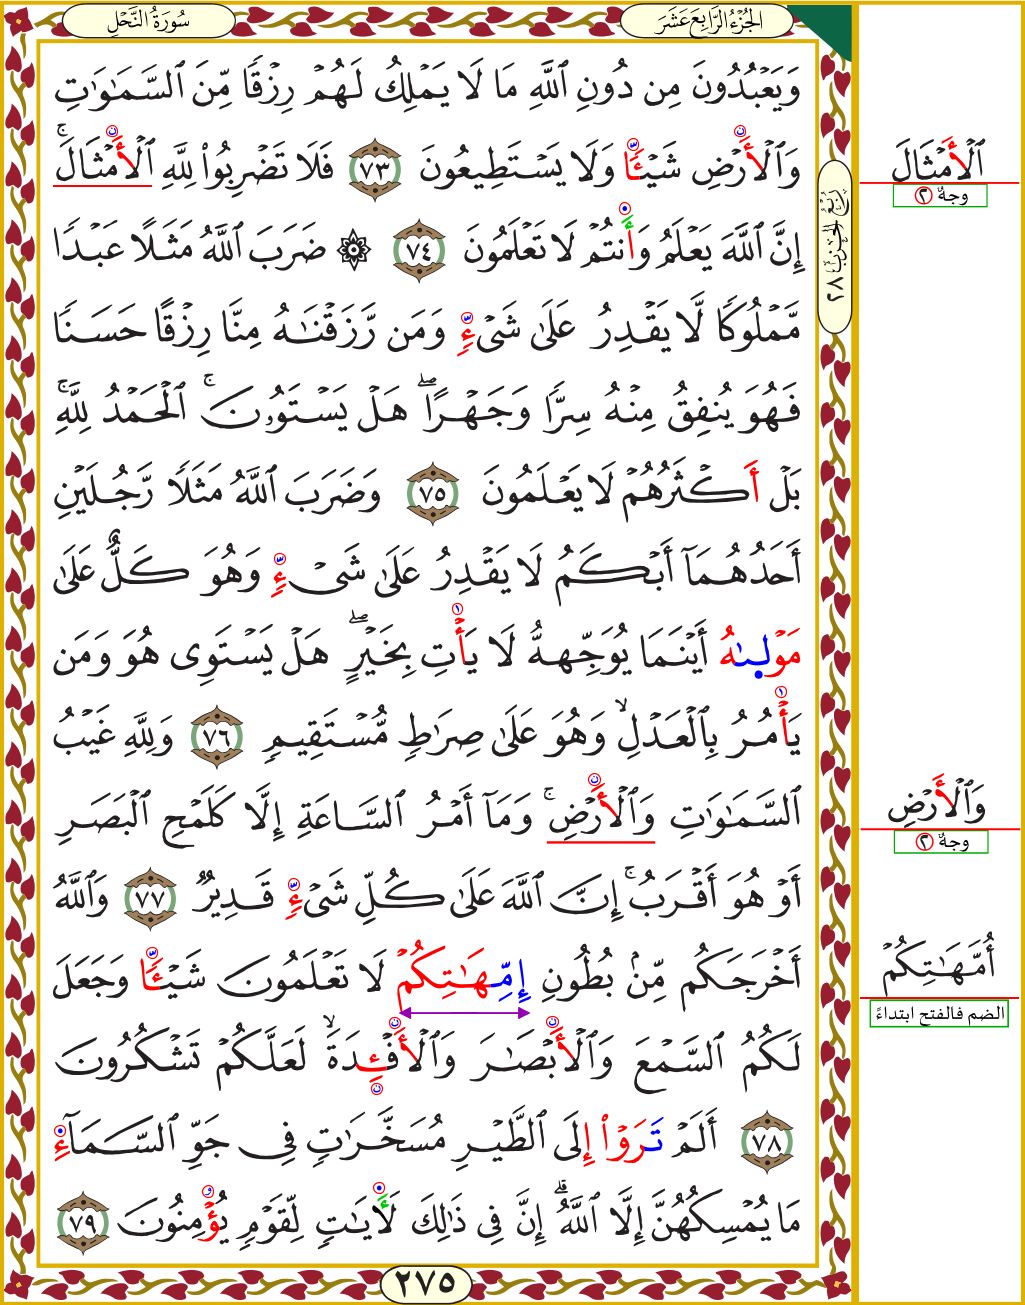 سُورَةُ النَّحْلِ
الجُزْءُ الرَّابِعَ عَشَرَ
وَيَعْبُدُونَ مِن دُونِ ٱللَّهِ مَا لَا يَمْلِكُ لَهُمْ رِزْقًا مِّنَ ٱلسَّمَٰوَٰتِ
وَٱلْأَرْضِ شَيْـًٔا وَلَا يَسْتَطِيعُونَ ٧٣ فَلَا تَضْرِبُوا۟ لِلَّهِ ٱلْأَمْثَالَ ۚ
إِنَّ ٱللَّهَ يَعْلَمُ وَأَنتُمْ لَا تَعْلَمُونَ ٧٤ ۞ ضَرَبَ ٱللَّهُ مَثَلًا عَبْدًا
مَّمْلُوكًا لَّا يَقْدِرُ عَلَىٰ شَىْءٍ وَمَن رَّزَقْنَٰهُ مِنَّا رِزْقًا حَسَنًا
فَهُوَ يُنفِقُ مِنْهُ سِرًّا وَجَهْرًا ۖ هَلْ يَسْتَوُۥنَ ۚ ٱلْحَمْدُ لِلَّهِ ۚ
بَلْ أَكْثَرُهُمْ لَا يَعْلَمُونَ ٧٥ وَضَرَبَ ٱللَّهُ مَثَلًا رَّجُلَيْنِ
أَحَدُهُمَآ أَبْكَمُ لَا يَقْدِرُ عَلَىٰ شَىْءٍ وَهُوَ كَلٌّ عَلَىٰ
مَوْلَىٰهُ أَيْنَمَا يُوَجِّههُّ لَا يَأْتِ بِخَيْرٍ ۖ هَلْ يَسْتَوِى هُوَ وَمَن
يَأْمُرُ بِٱلْعَدْلِ ۙ وَهُوَ عَلَىٰ صِرَٰطٍ مُّسْتَقِيمٍ ٧٦ وَلِلَّهِ غَيْبُ
ٱلسَّمَٰوَٰتِ وَٱلْأَرْضِ ۚ وَمَآ أَمْرُ ٱلسَّاعَةِ إِلَّا كَلَمْحِ ٱلْبَصَرِ
أَوْ هُوَ أَقْرَبُ ۚ إِنَّ ٱللَّهَ عَلَىٰ كُلِّ شَىْءٍ قَدِيرٌ ٧٧ وَٱللَّهُ
أَخْرَجَكُم مِّنۢ بُطُونِ إِمِّهَٰتِكُمْ لَا تَعْلَمُونَ شَيْـًٔا وَجَعَلَ
لَكُمُ ٱلسَّمْعَ وَٱلْأَبْصَٰرَ وَٱلْأَفْـِٔدَةَ ۙ لَعَلَّكُمْ تَشْكُرُونَ
٧٨ أَلَمْ تَرَوْا۟ إِلَى ٱلطَّيْرِ مُسَخَّرَٰتٍ فِى جَوِّ ٱلسَّمَآءِ
مَا يُمْسِكُهُنَّ إِلَّا ٱللَّهُ ۗ إِنَّ فِى ذَٰلِكَ لَأٓيَٰتٍ لِّقَوْمٍ يُؤْمِنُونَ ٧٩
٢٧٥
رُبْعُ الحِزْبِ ٢٨
ٱلْأَمْثَالَ
وجهٌ ٢
وَٱلْأَرْضِ
وجهٌ ٢
أُمَّهَٰتِكُمْ
الضم فالفتح ابتداءً